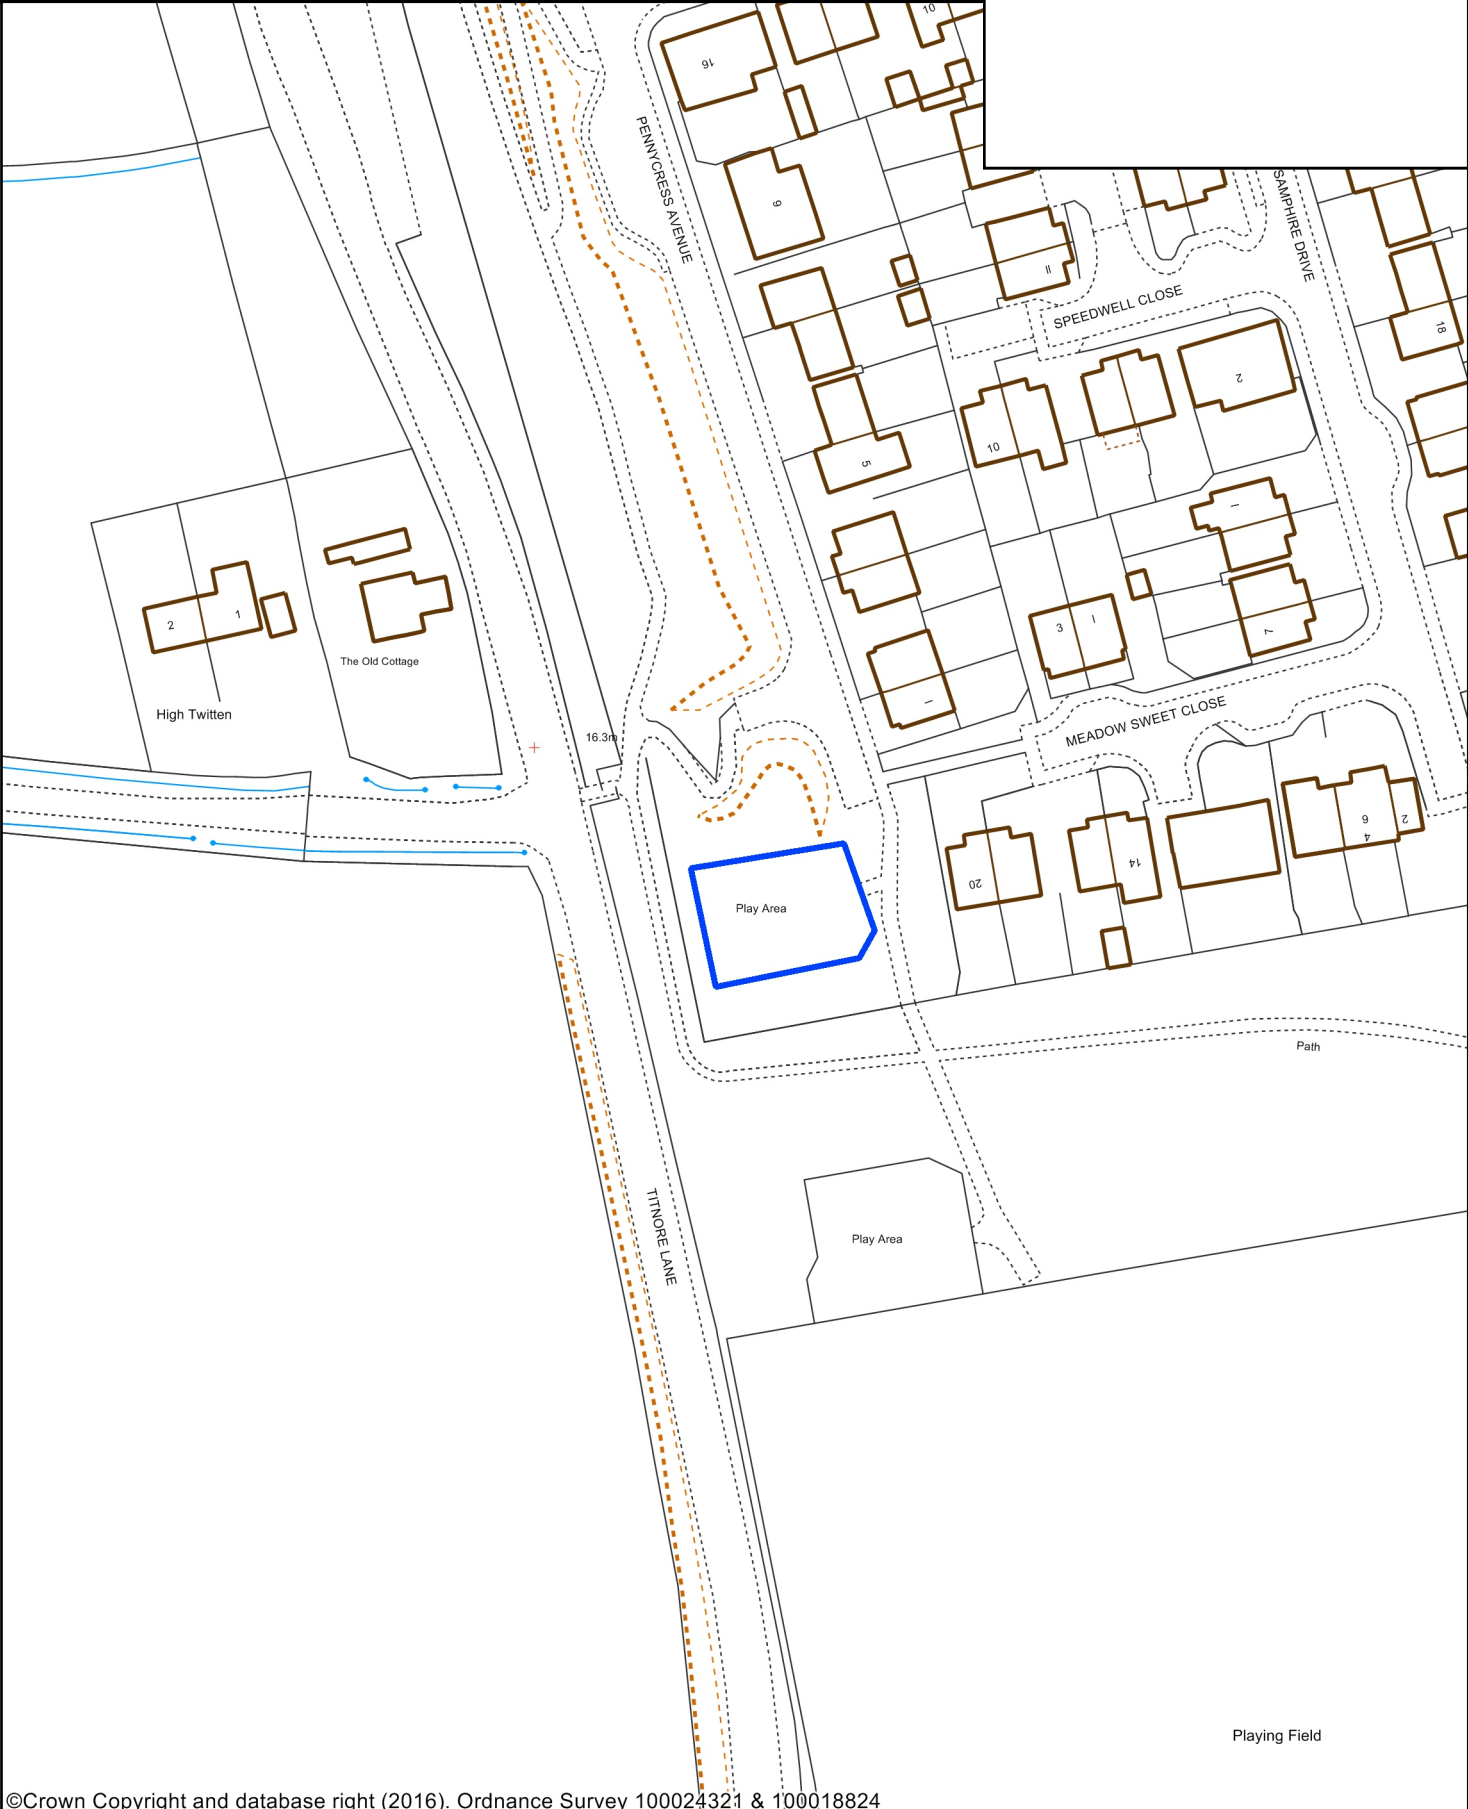 10
16
PENNYCRESS AVENUE
9
SAMPHIRE DRIVE
11
SPEEDWELL CLOSE
18
2
10
5
1
2
1
3
1
7
The Old Cottage
High Twitten
1
MEADOW SWEET CLOSE
16.3m
6
2
4
14
20
Play Area
Path
TITNORE LANE
Play Area
Playing Field
©Crown Copyright and database right (2016). Ordnance Survey 100024321 & 100018824